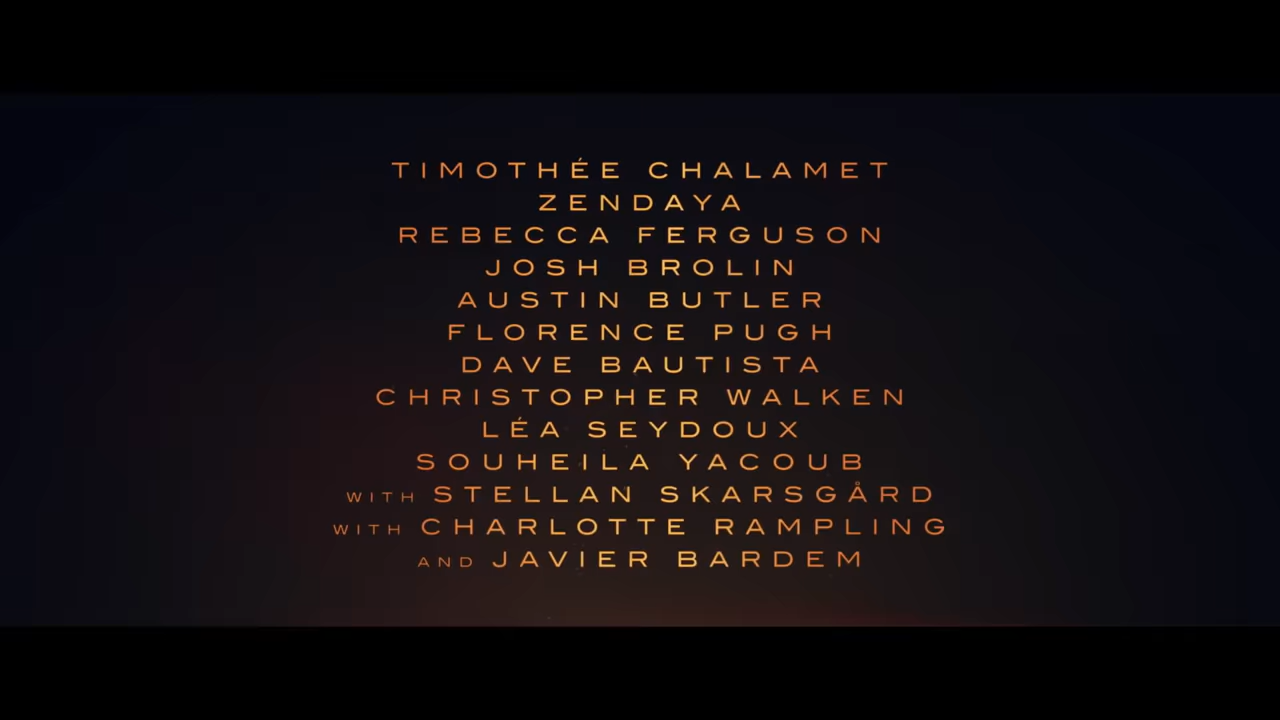 TIMOTHÉE CHALAMET
ZENDAYA
REBECCA FERGUSON
JOSH BROLIN
AUSTIN BUTLER
FLORENCE PUGH
DAVE BAUTISTA
CHRISTOPHER WALKEN
LÉA SEYDOUX
SOUHEILA YACOUB
WITH STELLAN SKARSGÅRD
WITH CHARLOTTE RAMPLING
AND JAVIER BARDEM